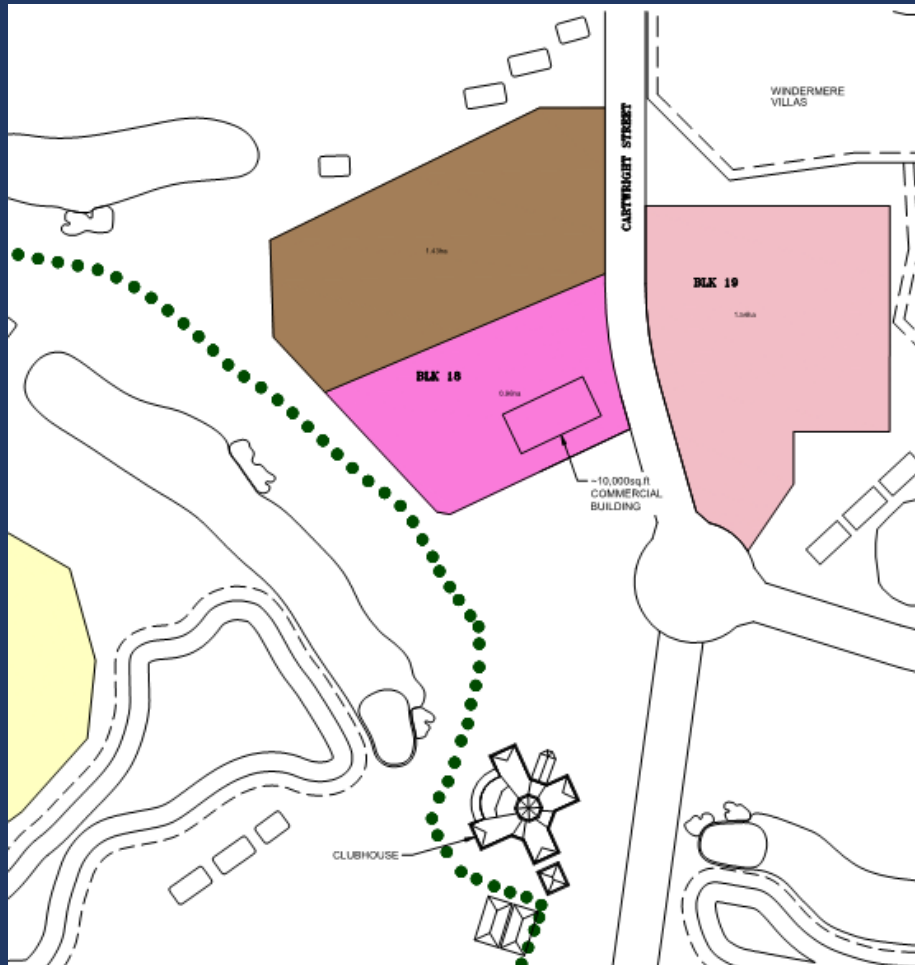 WINDERMERE
VILLAS
CARTWRIGHT STREET
BLK 19
BLK 18
~10,000sq.ft
COMMERCIAL
BUILDING
CLUBHOUSE